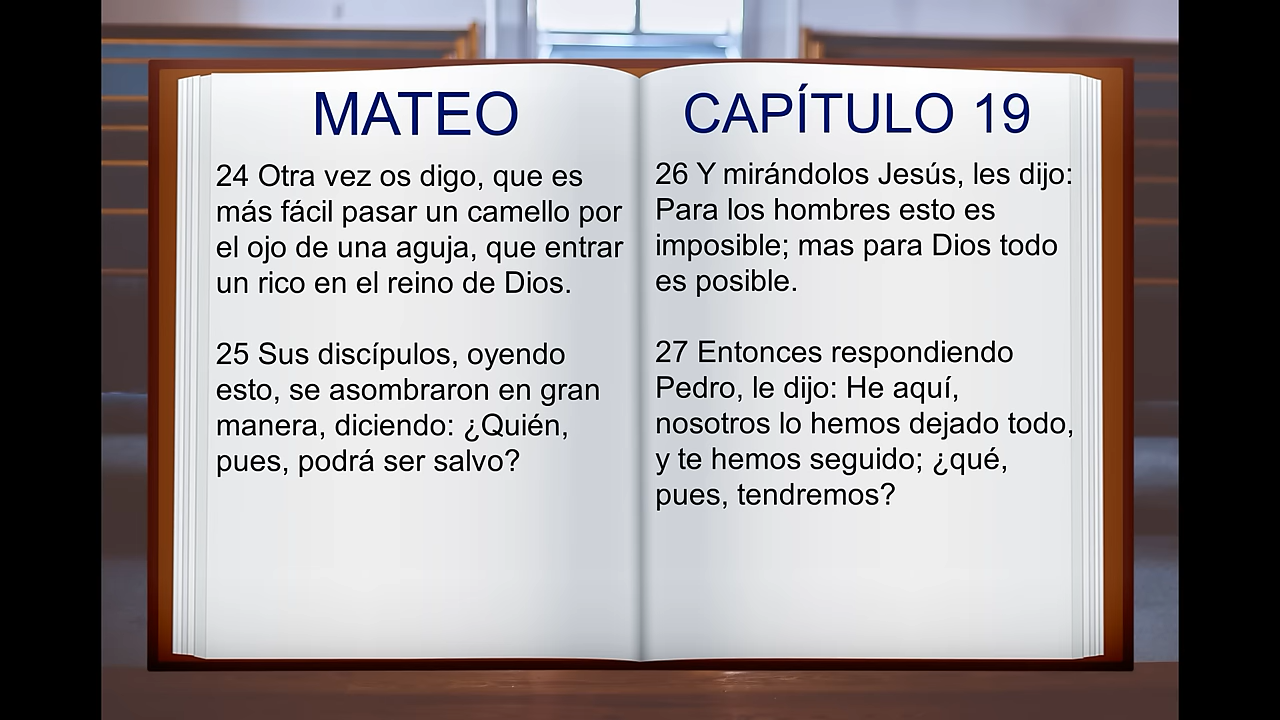 MATEO
24 Otra vez os digo, que es
más fácil pasar un camello por
el ojo de una aguja, que entrar
un rico en el reino de Dios.
25 Sus discípulos, oyendo
esto, se asombraron en gran
manera, diciendo: ¿Quién,
pues, podrá ser salvo?
CAPÍTULO 19
26 Y mirándolos Jesús, les dijo:
Para los hombres esto es
imposible; mas para Dios todo
es posible.
27 Entonces respondiendo
Pedro, le dijo: He aquí,
nosotros lo hemos dejado todo,
y te hemos seguido; ¿qué,
pues, tendremos?